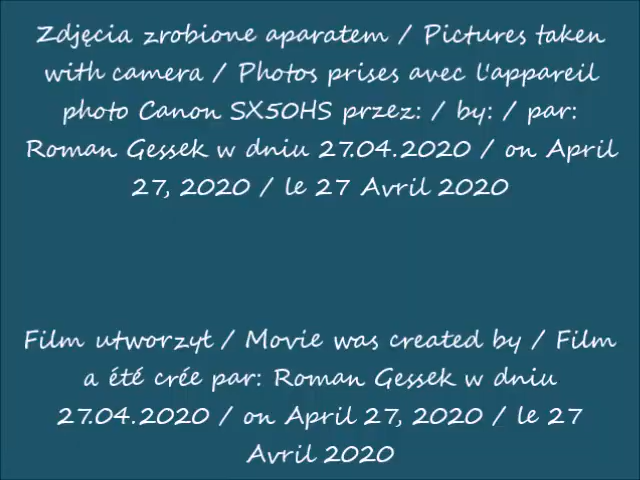 Zdjęcia zrobione aparatem / Pictures taken
with camera / Photos prises avec l'appareil
photo Canon SX50HS przez: / by: / par:
Roman Gessek w dniu 27.04.2020 / on April
27, 2020 / le 27 Avril 2020
Film utworzył / Movie was created by / Film
a été crée par: Roman Gessek w dniu
27.04.2020 / on April 27, 2020 / le 27
Avril 2020